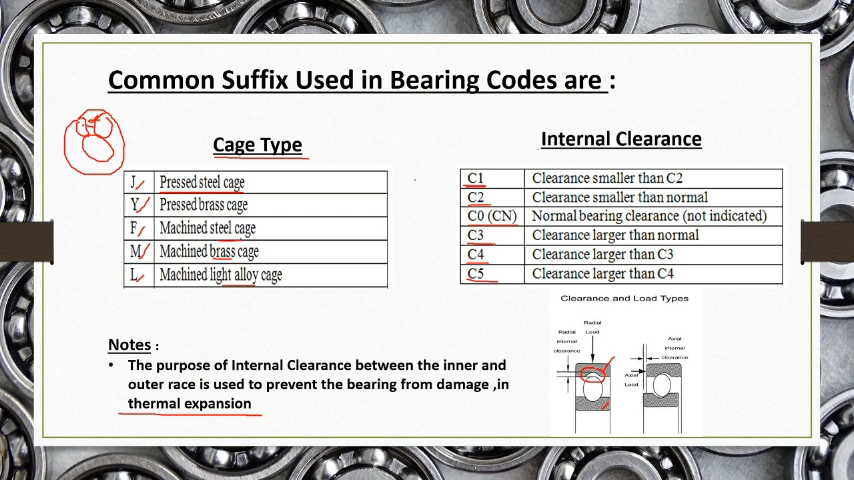 Common Suffix Used in Bearing Codes are :
Cage Type
J Pressed steel cage
Y Pressed brass cage
F Machined steel cage
M Machined brass cage
L Machined light alloy cage
Internal Clearance
C1 Clearance smaller than C2
C2 Clearance smaller than normal
C0 (CN) Normal bearing clearance (not indicated)
C3 Clearance larger than normal
C4 Clearance larger than C3
C5 Clearance larger than C4
Notes :
• The purpose of Internal Clearance between the inner and
outer race is used to prevent the bearing from damage ,in
thermal expansion
Clearance and Load Types
Radial
Load
Radial
internal
clearance
Axial
internal
clearance
Axial
Load